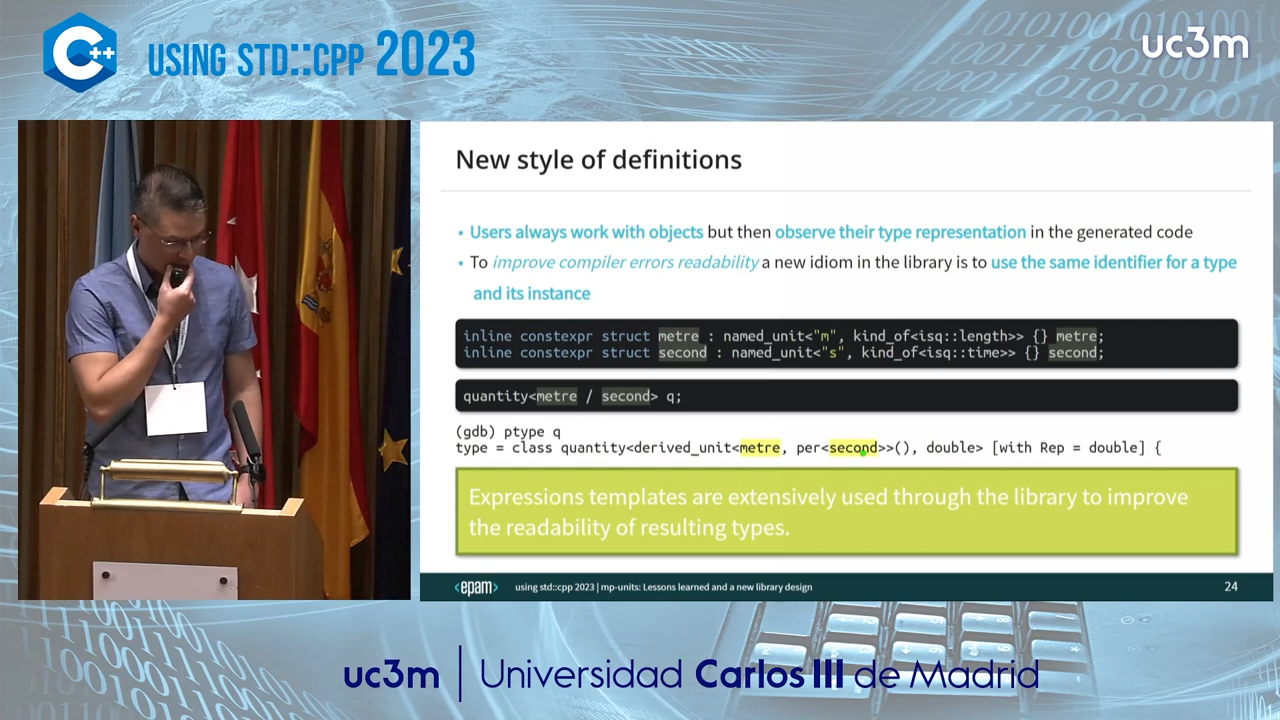 C++
USING STD::CPP 2023
uc3m
New style of definitions
• Users always work with objects but then observe their type representation in the generated code
• To improve compiler errors readability a new idiom in the library is to use the same identifier for a type
and its instance
inline constexpr struct metre : named_unit<"m", kind_of<isq::length>> {} metre;
inline constexpr struct second : named_unit<"s", kind_of<isq::time>> {} second;
quantity<metre / second> q;
(gdb) ptype q
type = class quantity<derived_unit<metre, per<second>>(), double> [with Rep = double] {
Expressions templates are extensively used through the library to improve
the readability of resulting types.
<epam>
using std::cpp 2023 | mp-units: Lessons learned and a new library design
24
uc3m | Universidad Carlos III de Madrid